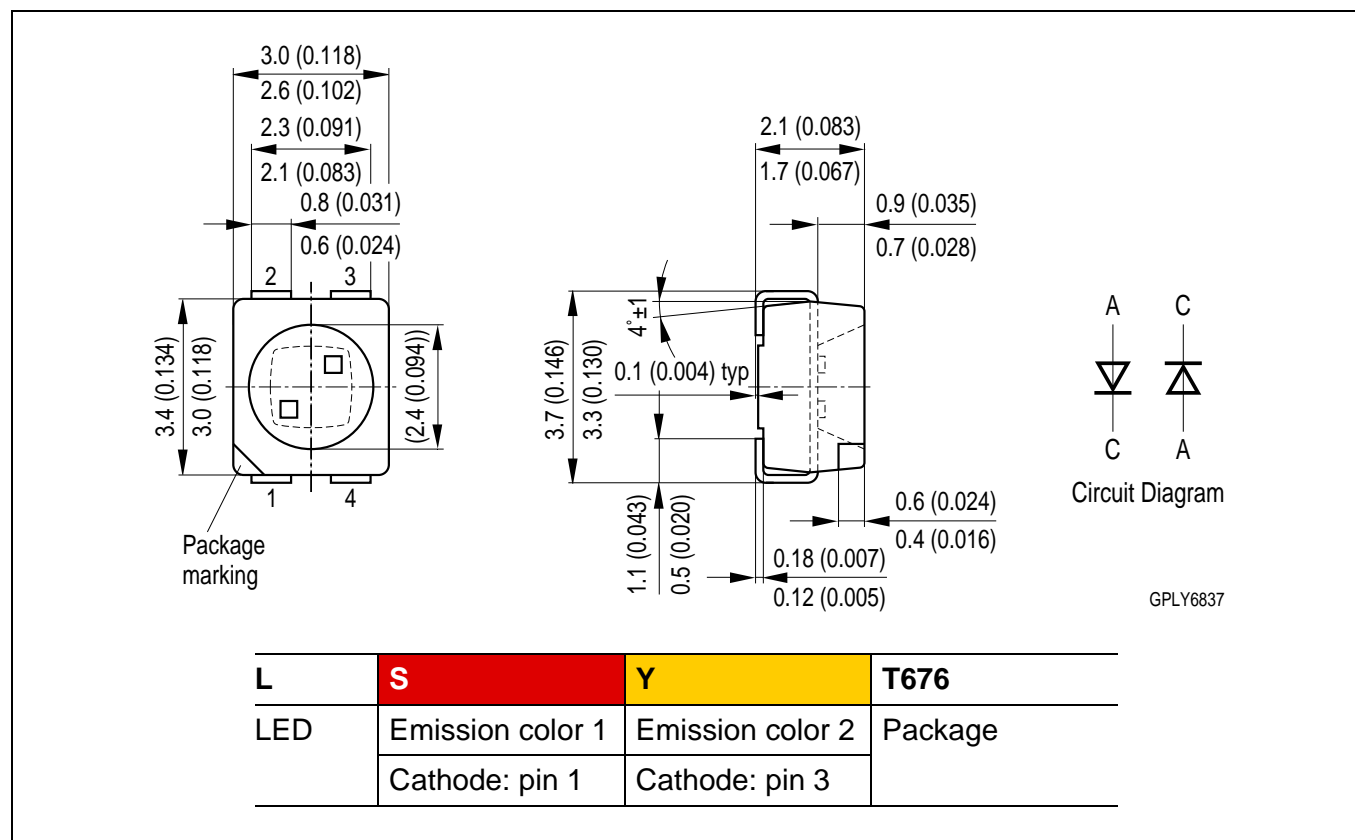 3.0 (0.118)
2.6 (0.102)
2.3 (0.091)
2.1 (0.083)
0.8 (0.031)
0.6 (0.024)
2
3
3.4 (0.134)
3.0 (0.118)
(2.4 (0.094))
1
4
Package
marking
2.1 (0.083)
1.7 (0.067)
0.9 (0.035)
0.7 (0.028)
4˚±1
0.1 (0.004) typ
3.7 (0.146)
3.3 (0.130)
1.1 (0.043)
0.5 (0.020)
0.6 (0.024)
0.4 (0.016)
0.18 (0.007)
0.12 (0.005)
A C
C A
Circuit Diagram
GPLY6837
L S Y T676
LED Emission color 1 Emission color 2 Package
Cathode: pin 1 Cathode: pin 3